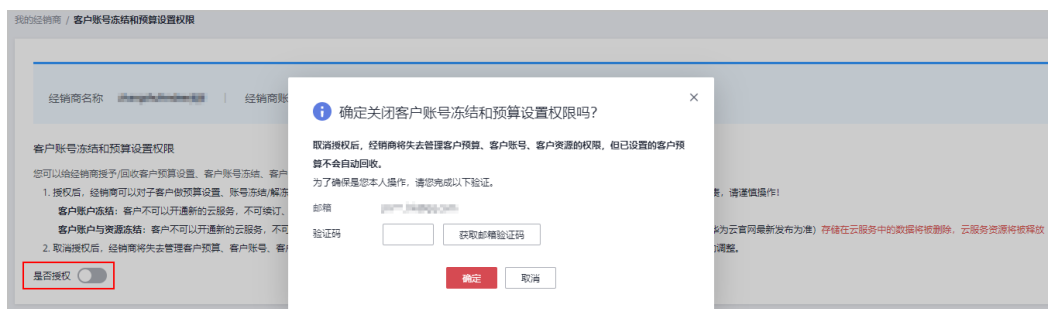 我的经销商 / 客户账号冻结和预算设置权限
经销商名称 | 经销商账
确定关闭客户账号冻结和预算设置权限吗？
×
取消授权后，经销商将失去管理客户预算、客户账号、客户资源的权限，但已设置的客户预
算不会自动回收。
为了确保是您本人操作，请您完成以下验证。
邮箱
验证码 获取邮箱验证码
确定 取消
客户账号冻结和预算设置权限
您可以给经销商授予/回收客户预算设置、客户账号冻结、客户
1. 授权后，经销商可以对子客户做预算设置、账号冻结/解冻 ，请谨慎操作！
客户账户冻结：客户不可以开通新的云服务，不可续订、
客户账户与资源冻结：客户不可以开通新的云服务，不可 为云官网最新发布为准）存储在云服务中的数据将被删除，云服务资源将被释放
2. 取消授权后，经销商将失去管理客户预算、客户账号、客 调整。
是否授权